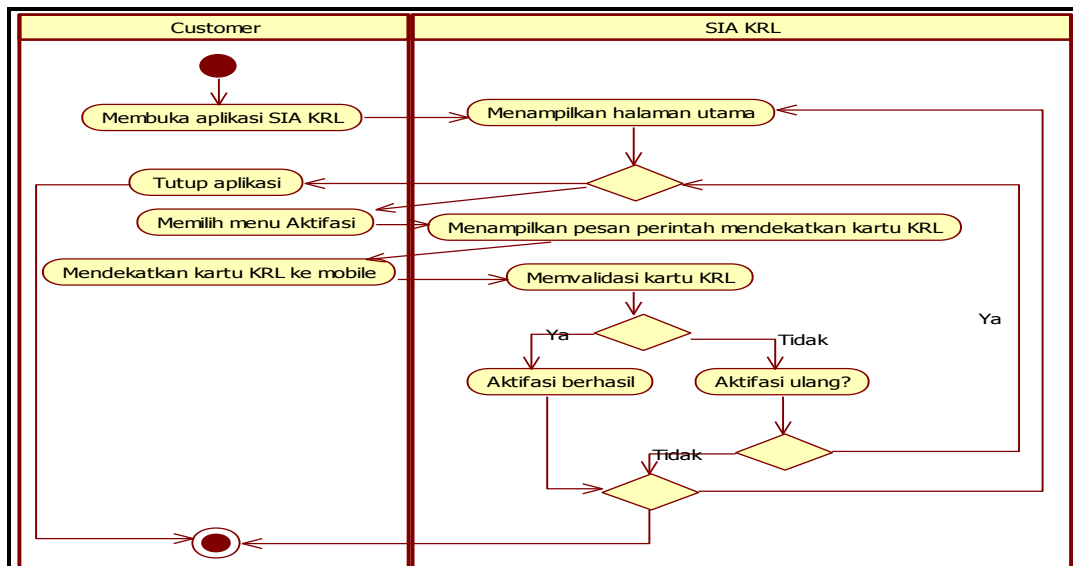 Customer
SIA KRL
Membuka aplikasi SIA KRL
Menampilkan halaman utama
Tutup aplikasi
Memilih menu Aktifasi
Menampilkan pesan perintah mendekatkan kartu KRL
Mendekatkan kartu KRL ke mobile
Memvalidasi kartu KRL
Ya
Ya
Tidak
Aktifasi berhasil
Aktifasi ulang?
Tidak